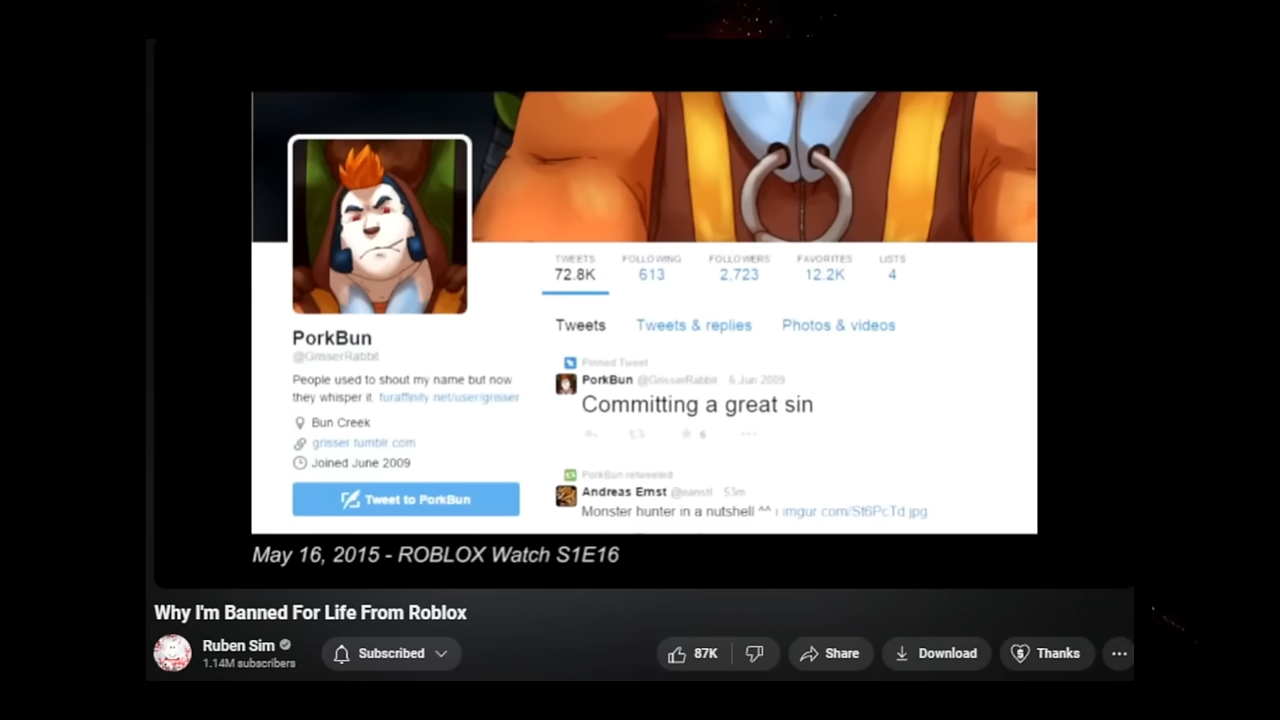 TWEETS FOLLOWING FOLLOWERS FAVORITES LISTS
72.8K 613 2,723 12.2K 4
Tweets Tweets & replies Photos & videos
PorkBun
@GrisserRabbit
People used to shout my name but now
they whisper it. furaffinity.net/user/grisser
Bun Creek
grisser.tumblr.com
Joined June 2009
Tweet to PorkBun
Pinned Tweet
PorkBun @GrisserRabbit 6 Jun 2009
Committing a great sin
6
PorkBun retweeted
Andreas Ernst @eanstl 53m
Monster hunter in a nutshell ^^ i.imgur.com/St6PcTd.jpg
May 16, 2015 - ROBLOX Watch S1E16
Why I'm Banned For Life From Roblox
Ruben Sim
1.14M subscribers
Subscribed
87K
Share
Download
Thanks